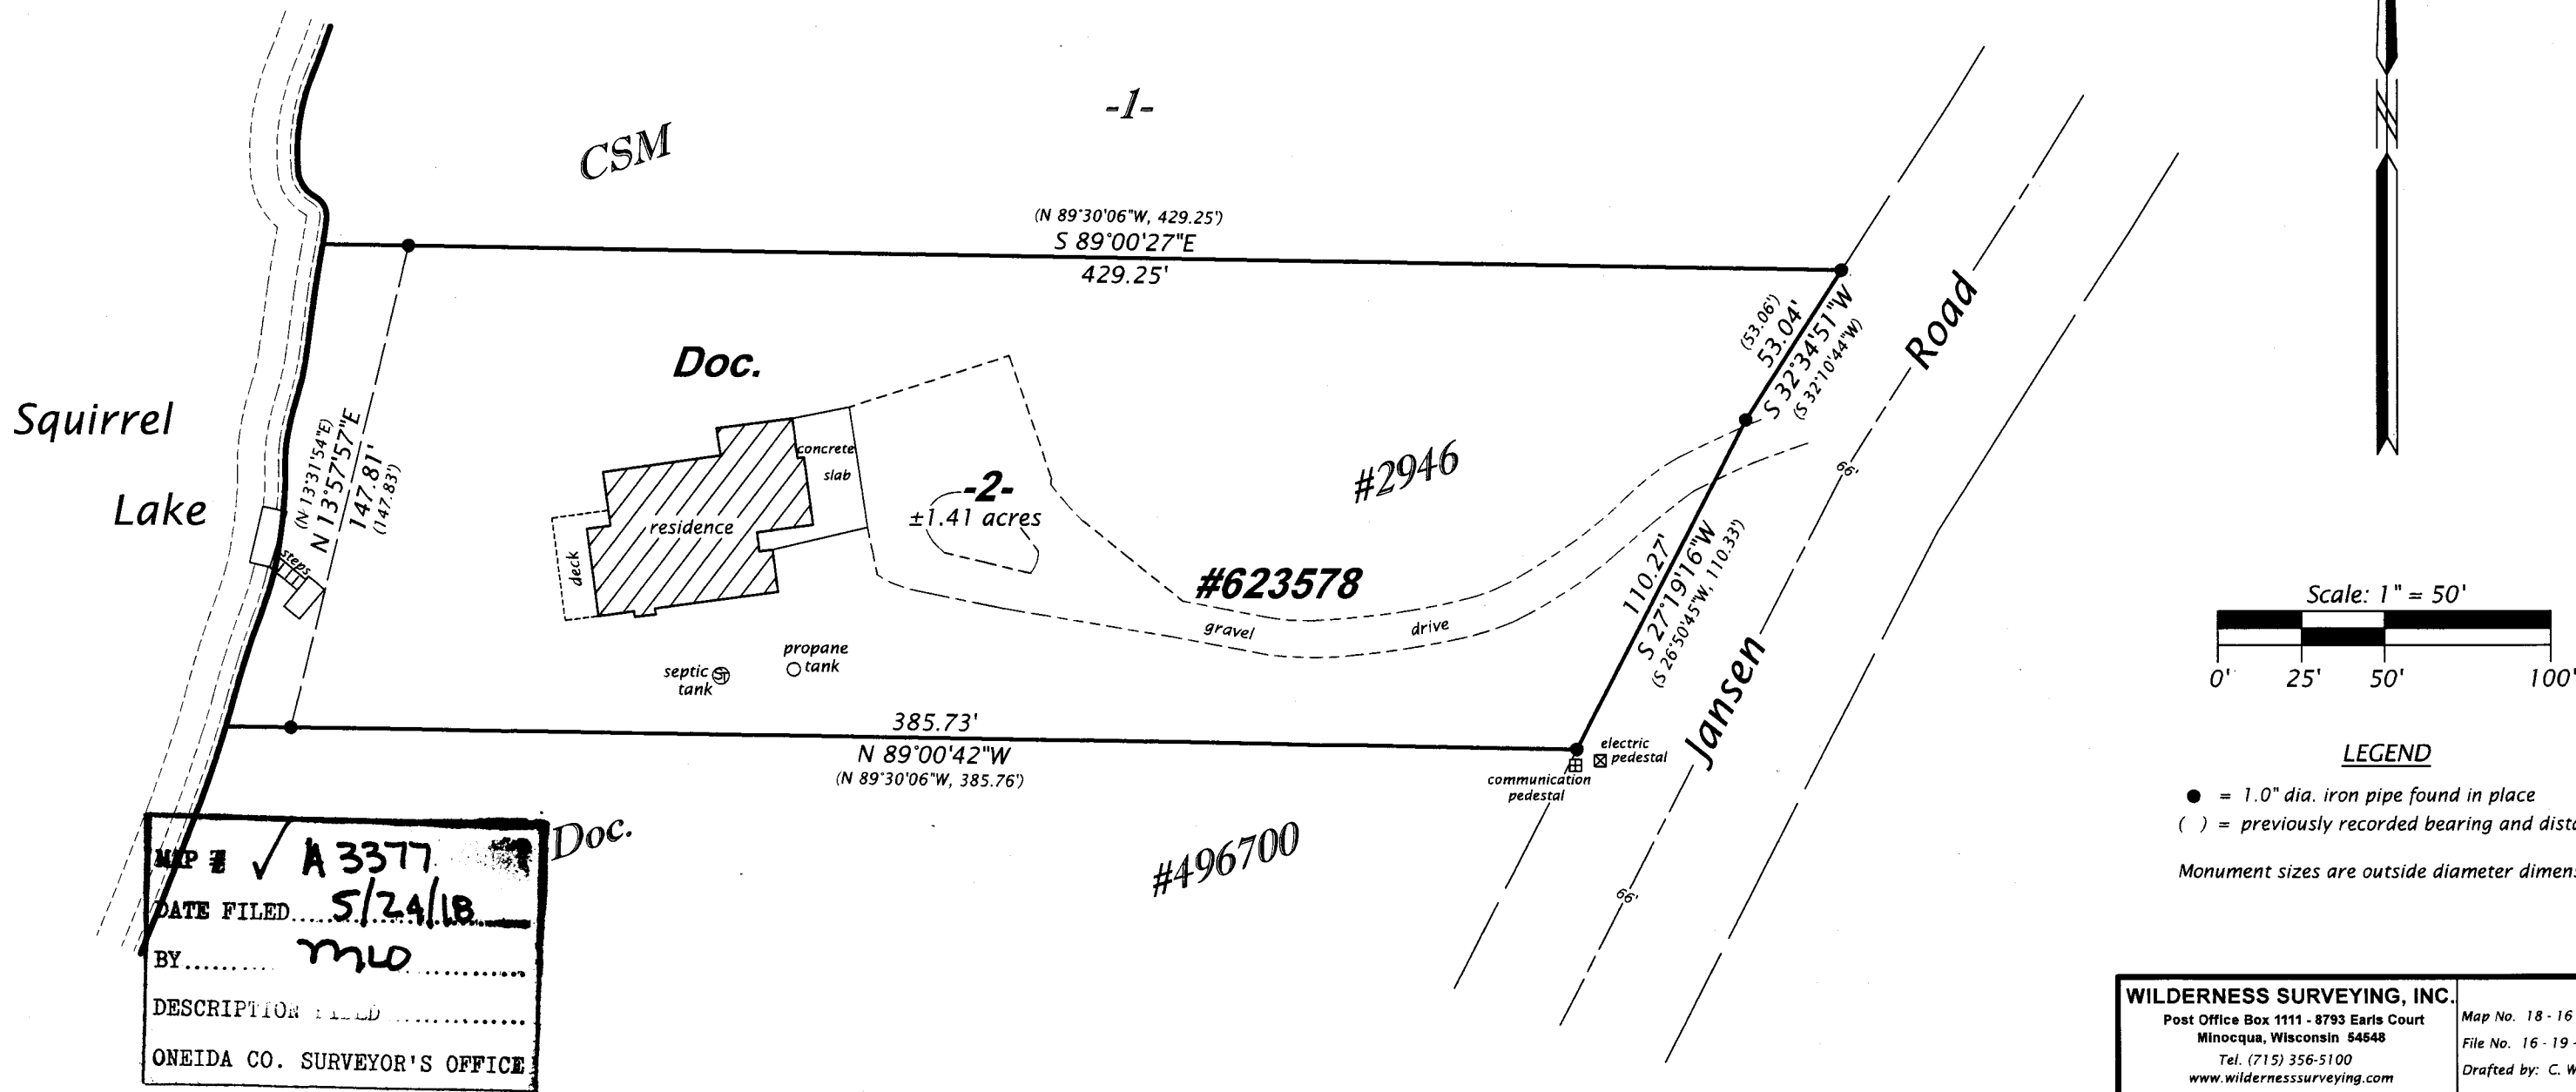 -1-
CSM
(N 89°30'06"W, 429.25')
S 89°00'27"E
429.25'
(53.06')
53.04'
S 32°34'51"W
(S 32°10'44"W)
Road
Doc.
Squirrel
Lake
(N 13°31'54"E)
N 13°57'57"E
147.81'
(147.83')
steps
concrete
slab
residence
deck
-2-
±1.41 acres
#2946
66'
#623578
110.27'
S 27°19'16"W
(S 26°50'45"W, 110.33')
gravel
drive
propane
tank
septic
tank
ST
Jansen
385.73'
N 89°00'42"W
(N 89°30'06"W, 385.76')
electric
pedestal
communication
pedestal
66'
Doc.
#496700
Scale: 1" = 50'
0' 25' 50' 100'
LEGEND
● = 1.0" dia. iron pipe found in place
( ) = previously recorded bearing and dista
Monument sizes are outside diameter dimens
MAP # ✓ A 3377
DATE FILED.... 5/24/18
BY......... MLO ............
DESCRIPTION FILED ..............
ONEIDA CO. SURVEYOR'S OFFICE
WILDERNESS SURVEYING, INC.
Post Office Box 1111 - 8793 Earls Court
Minocqua, Wisconsin 54548
Tel. (715) 356-5100
www.wildernesssurveying.com
Map No. 18 - 16
File No. 16 - 19 -
Drafted by: C. W